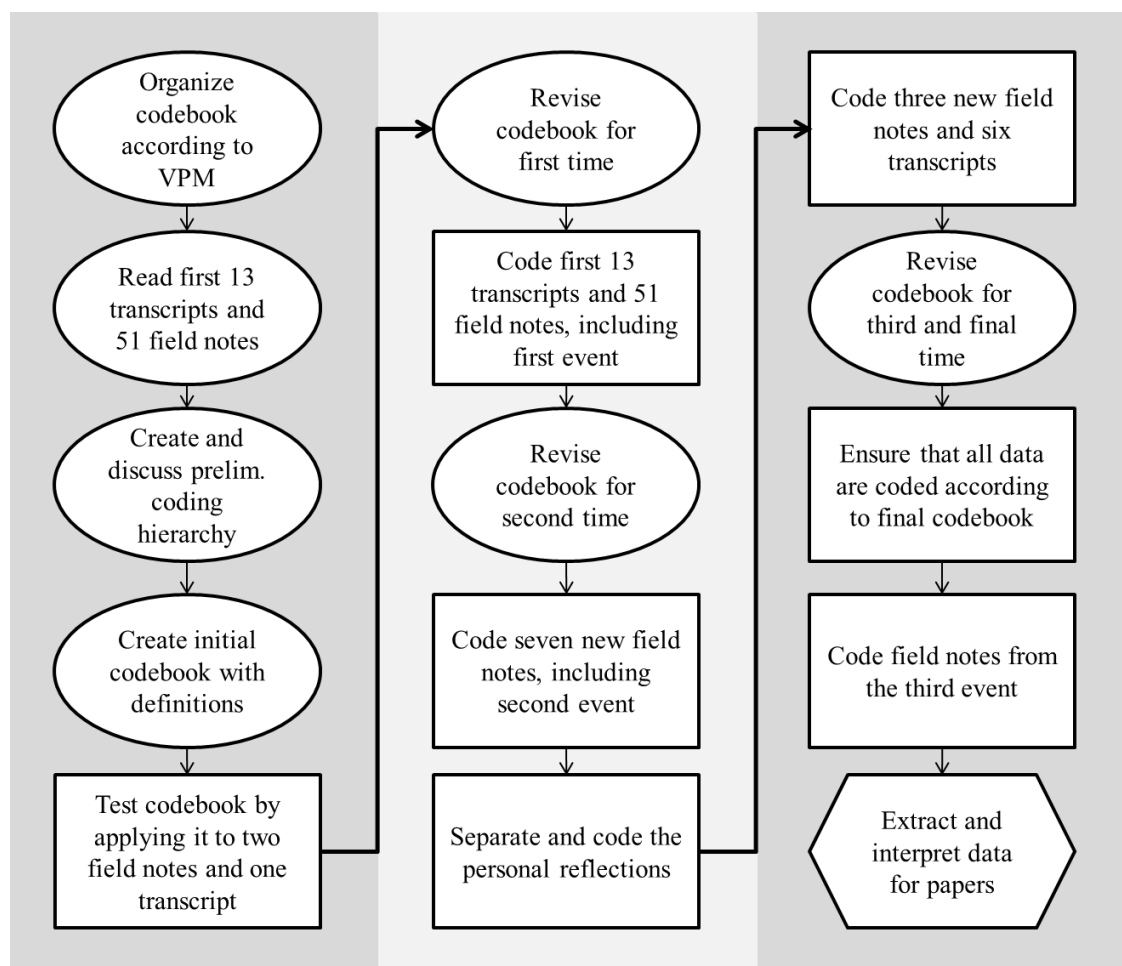 Organize
codebook
according to
VPM
Read first 13
transcripts and
51 field notes
Create and
discuss prelim.
coding
hierarchy
Create initial
codebook with
definitions
Test codebook by
applying it to two
field notes and one
transcript
Revise
codebook for
first time
Code first 13
transcripts and 51
field notes, including
first event
Revise
codebook for
second time
Code seven new field
notes, including
second event
Separate and code the
personal reflections
Code three new field
notes and six
transcripts
Revise
codebook for
third and final
time
Ensure that all data
are coded according
to final codebook
Code field notes from
the third event
Extract and
interpret data
for papers